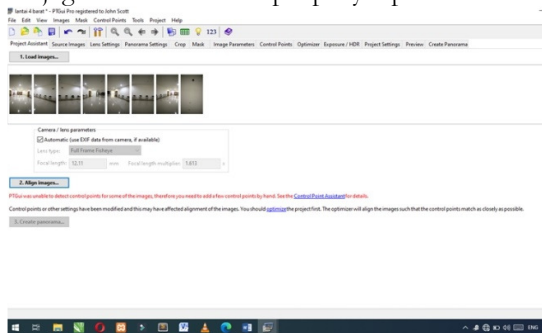 lantai 4 barat * - PTGui Pro registered to John Scott
File Edit View Images Mask Control Points Tools Project Help
123
Project Assistant Source Images Lens Settings Panorama Settings Crop Mask Image Parameters Control Points Optimizer Exposure / HDR Project Settings Preview Create Panorama
1. Load images...
Camera / lens parameters
Automatic (use EXIF data from camera, if available)
Lens type: Full frame fisheye
Focal length: 12.11 mm Focal length multiplier: 1.613 x
2. Align images...
PTGui was unable to detect control points for some of the images, therefore you need to add a few control points by hand. See the Control Point Assistant for details.
Control points or other settings have been modified and this may have affected alignment of the images. You should optimize the project first. The optimizer will align the images such that the control points match as closely as possible.
3. Create panorama...
ENG